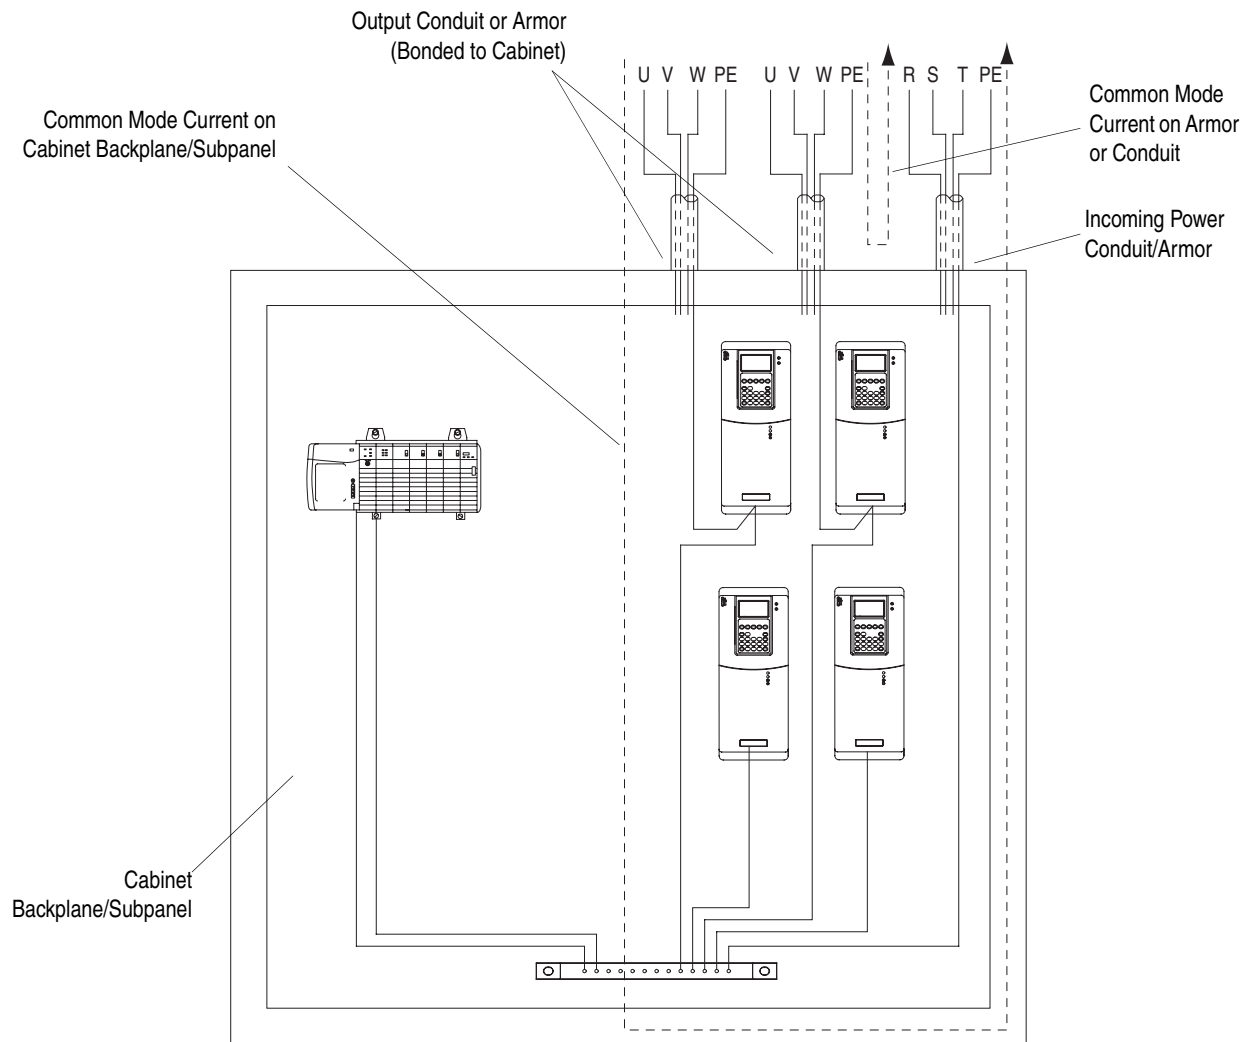 Output Conduit or Armor
(Bonded to Cabinet)
U V W PE U V W PE R S T PE
Common Mode Current on
Cabinet Backplane/Subpanel
Common Mode
Current on Armor
or Conduit
Incoming Power
Conduit/Armor
Cabinet
Backplane/Subpanel